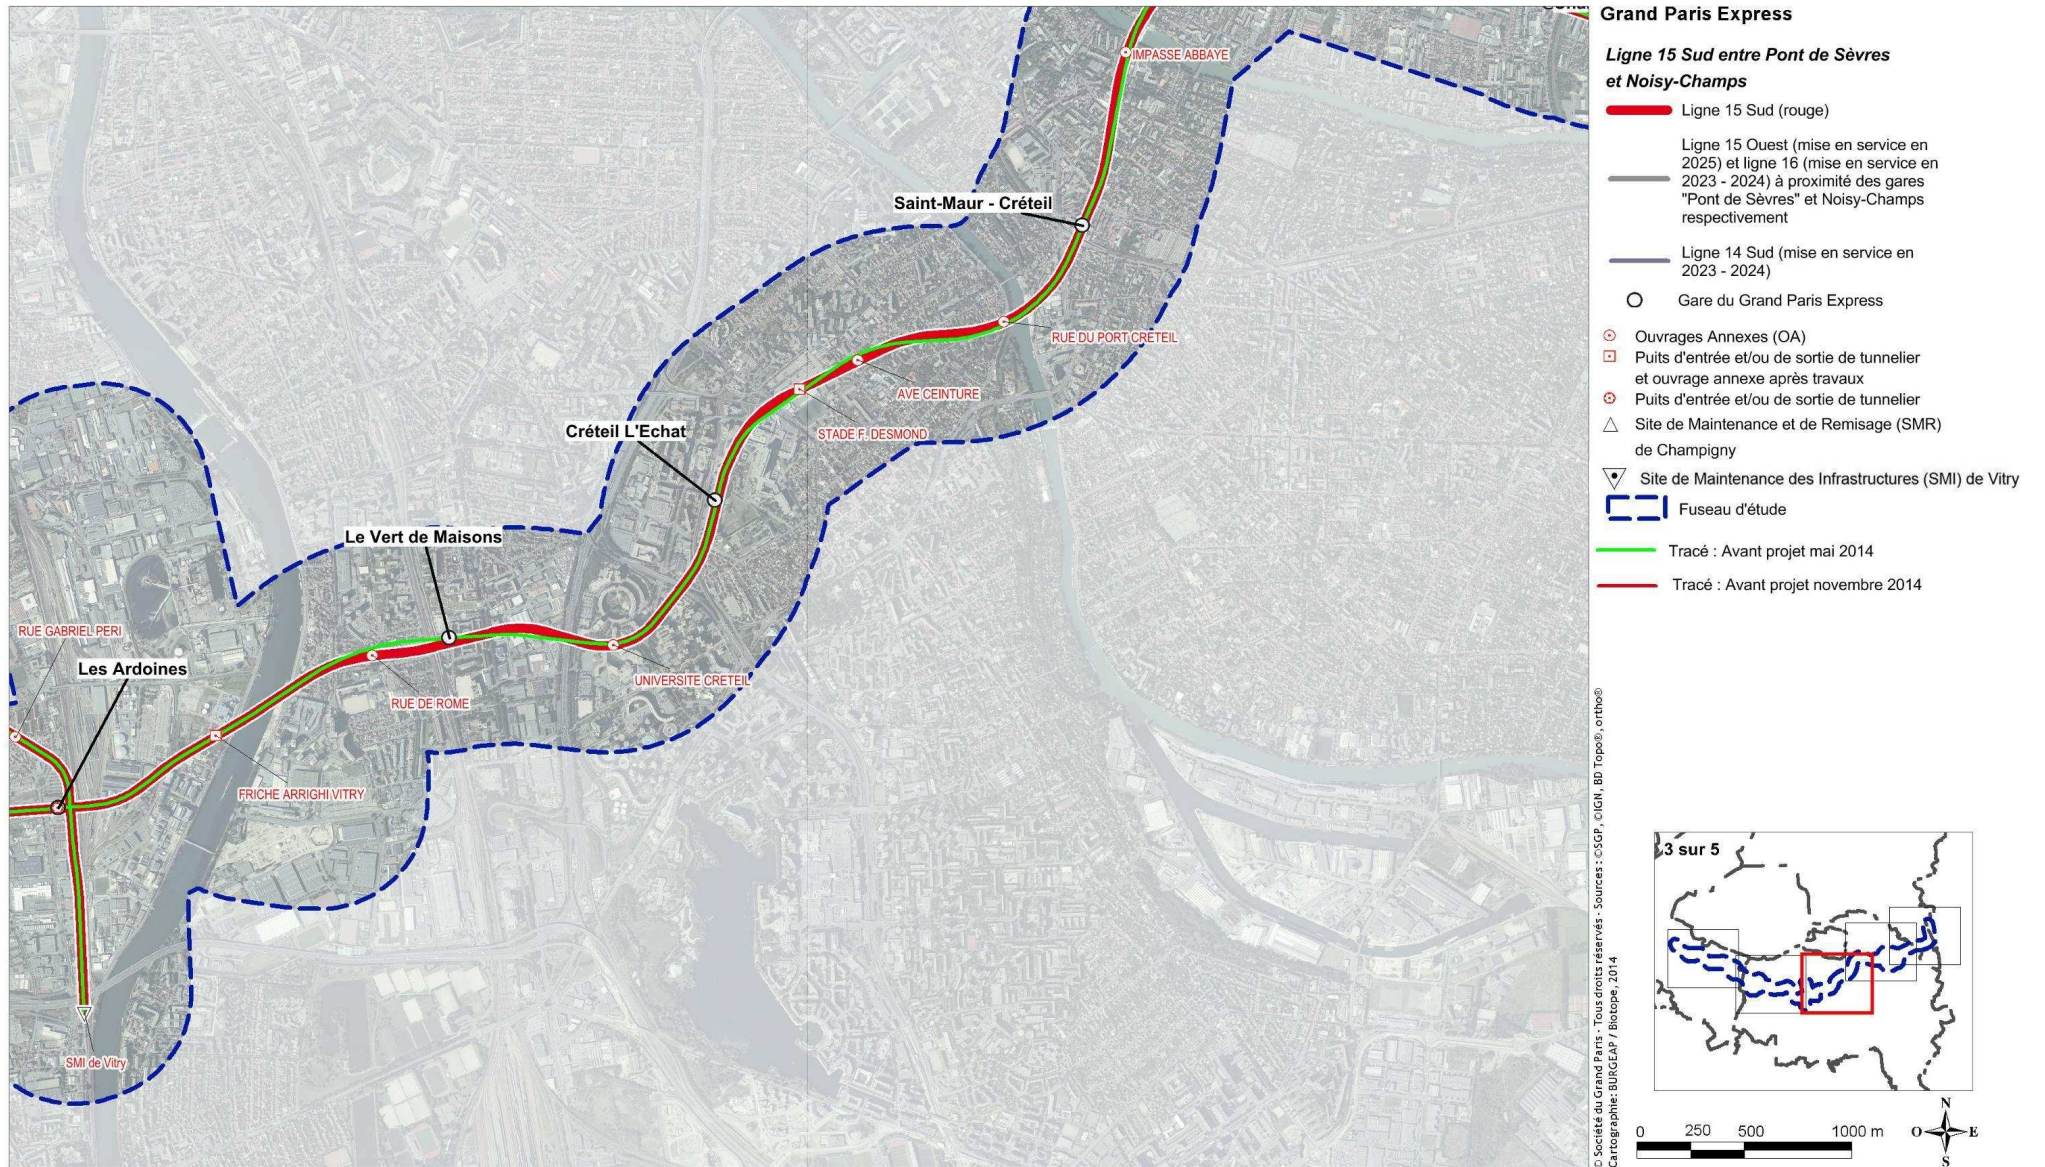 IMPASSE ABBAYE
Saint-Maur - Créteil
RUE DU PORT CRETEIL
AVE CEINTURE
STADE F. DESMOND
Créteil L'Echat
Le Vert de Maisons
UNIVERSITE CRETEIL
RUE DE ROME
RUE GABRIEL PERI
Les Ardoines
FRICHE ARRIGHI VITRY
SMI de Vitry
Grand Paris Express
Ligne 15 Sud entre Pont de Sèvres
et Noisy-Champs
Ligne 15 Sud (rouge)
Ligne 15 Ouest (mise en service en
2025) et ligne 16 (mise en service en
2023 - 2024) à proximité des gares
"Pont de Sèvres" et Noisy-Champs
respectivement
Ligne 14 Sud (mise en service en
2023 - 2024)
Gare du Grand Paris Express
Ouvrages Annexes (OA)
Puits d'entrée et/ou de sortie de tunnelier
et ouvrage annexe après travaux
Puits d'entrée et/ou de sortie de tunnelier
Site de Maintenance et de Remisage (SMR)
de Champigny
Site de Maintenance des Infrastructures (SMI) de Vitry
Fuseau d'étude
Tracé : Avant projet mai 2014
Tracé : Avant projet novembre 2014
© Société du Grand Paris - Tous droits réservés - Sources : ©SGP, ©IGN, BD Topo®, ortho®
Cartographie: BURGEAP / Biotope, 2014
3 sur 5
N
O E
S
0 250 500 1000 m